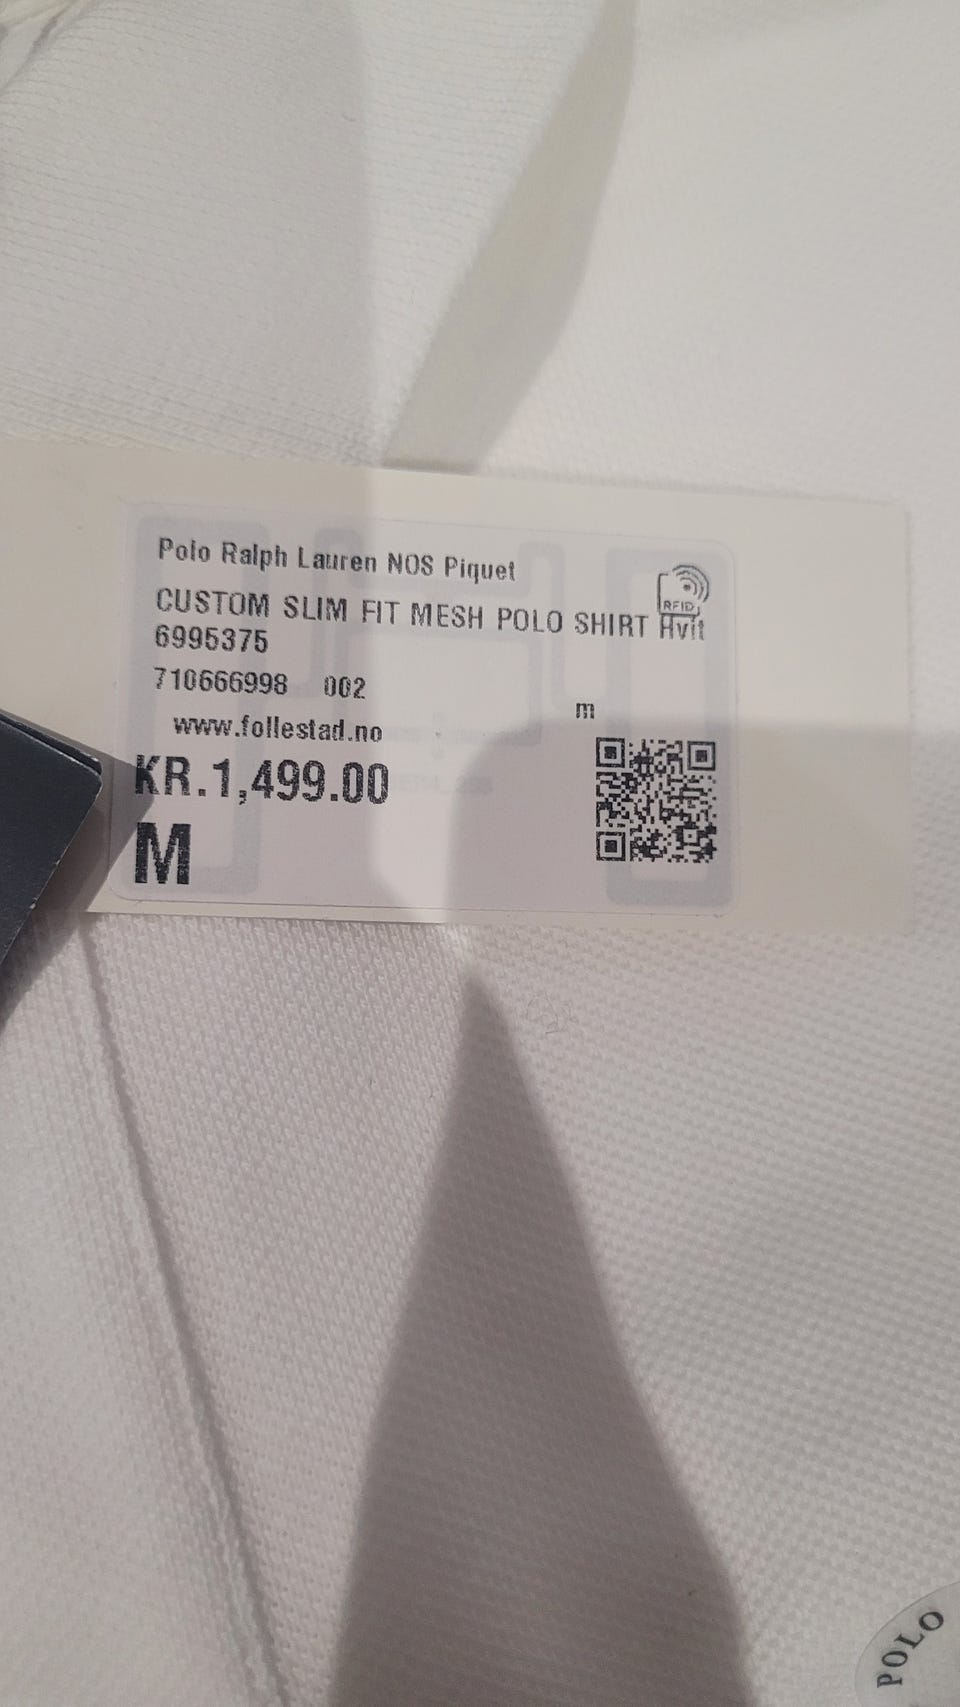 Polo Ralph Lauren NOS Piquet
RFID
CUSTOM SLIM FIT MESH POLO SHIRT Hvit
6995375
710666998 002
m
www.follestad.no
KR.1,499.00
M
POLO